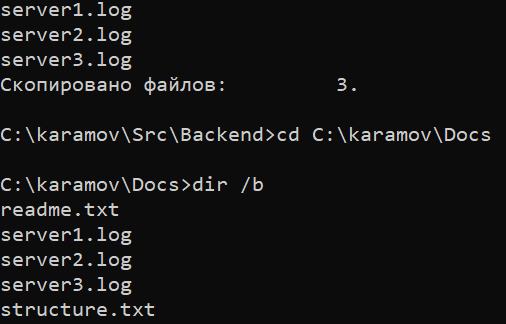 server1.log
server2.log
server3.log
Скопировано файлов:         3.
C:\karamov\Src\Backend>cd C:\karamov\Docs
C:\karamov\Docs>dir /b
readme.txt
server1.log
server2.log
server3.log
structure.txt